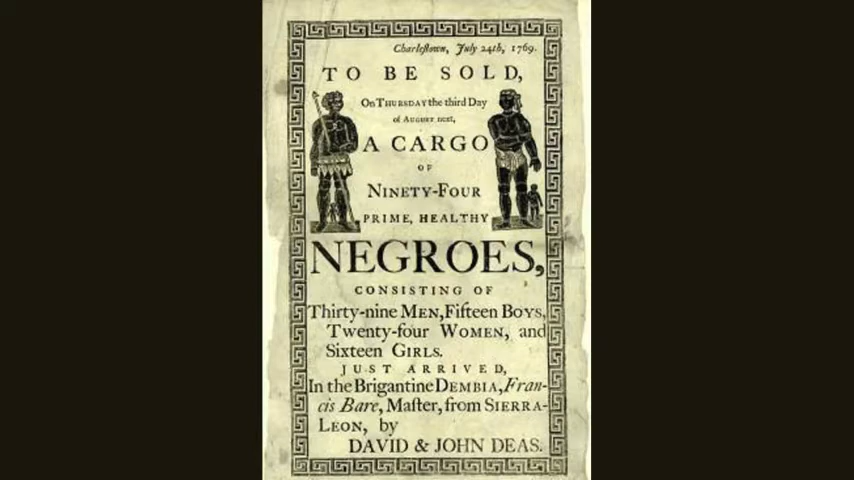 Charlestown, July 24th, 1769.
TO BE SOLD,
On THURSDAY the third Day
of AUGUST next,
A CARGO
OF
NINETY-FOUR
PRIME, HEALTHY
NEGROES,
CONSISTING OF
Thirty-nine MEN, Fifteen BOYS,
Twenty-four WOMEN, and
Sixteen GIRLS.
JUST ARRIVED,
In the Brigantine DEMBIA, Fran-
cis Bare, Master, from SIERRA-
LEON, by
DAVID & JOHN DEAS.